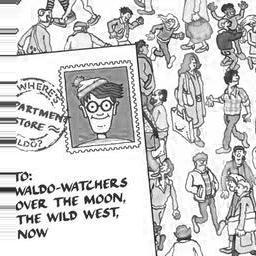 WHERE'S
PARTMENT
STORE
LDO?
TO:
WALDO-WATCHERS
OVER THE MOON,
THE WILD WEST,
NOW